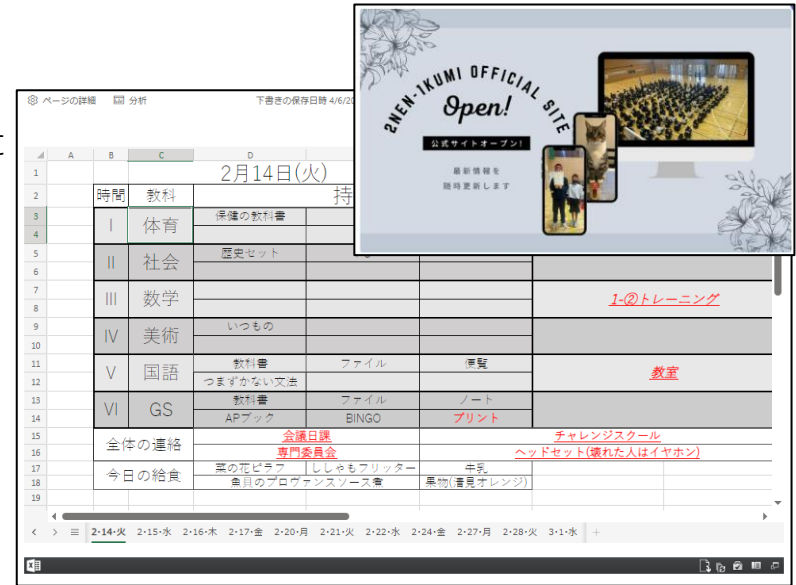 2NEN-1KUMI OFFICIAL SITE
Open!
公式サイトオープン!
最新情報を
随時更新します
ページの詳細 分析 下書きの保存日時 4/6/20
A B C D
1 2月14日(火)
2 時間 教科 持
3 I 体育 保健の教科書
4
5 II 社会 歴史セット
6
7 III 数学 1-②トレーニング
8
9 IV 美術 いつもの
10
11 V 国語 教科書 ファイル 便覧 教室
12 つまずかない文法
13 VI GS 教科書 ファイル ノート
14 APブック BINGO プリント
15 全体の連絡 会議日課 チャレンジスクール
16 専門委員会 ヘッドセット(壊れた人はイヤホン)
17 今日の給食 菜の花ピラフ ししゃもフリッター 牛乳
18 魚貝のプロヴァンスソース煮 果物(清見オレンジ)
19
2・14・火 2・15・水 2・16・木 2・17・金 2・20・月 2・21・火 2・22・水 2・24・金 2・27・月 2・28・火 3・1・水